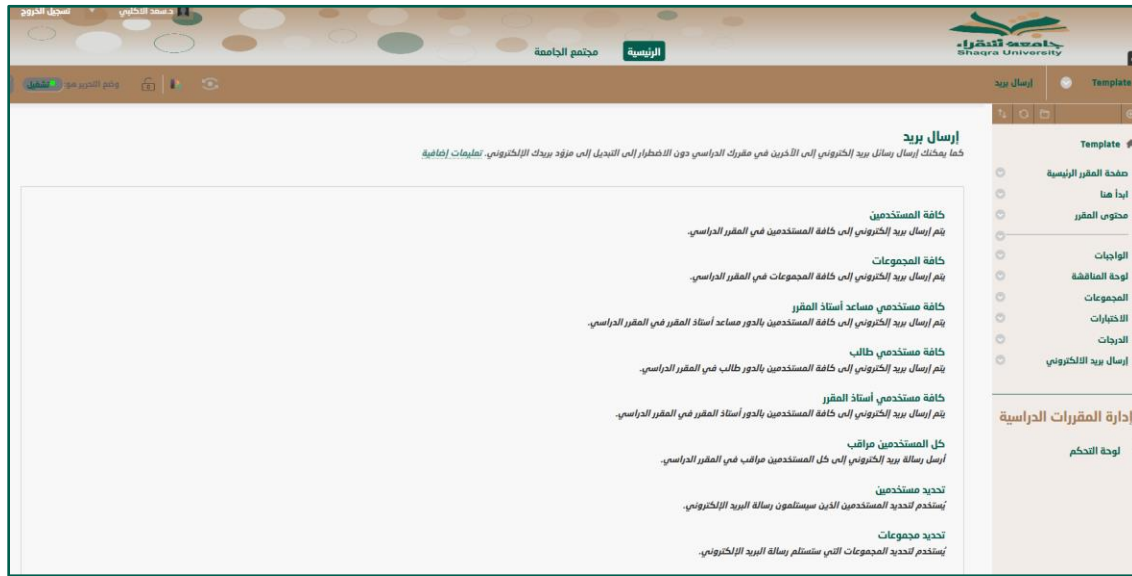 د.سعد الاكلبي
تسجيل الخروج
جامعة شقراء
Shaqra University
الرئيسية
مجتمع الجامعة
Template
إرسال بريد
وضع التحرير هو:
تشغيل
Template
صفحة المقرر الرئيسية
ابدأ هنا
محتوى المقرر
الواجبات
لوحة المناقشة
المجموعات
الاختبارات
الدرجات
إرسال بريد الالكتروني
إدارة المقررات الدراسية
لوحة التحكم
إرسال بريد
كما يمكنك إرسال رسائل بريد إلكتروني إلى الآخرين في مقررك الدراسي دون الاضطرار إلى التبديل إلى مزوّد بريدك الإلكتروني. تعليمات إضافية
كافة المستخدمين
يتم إرسال بريد إلكتروني إلى كافة المستخدمين في المقرر الدراسي.
كافة المجموعات
يتم إرسال بريد إلكتروني إلى كافة المجموعات في المقرر الدراسي.
كافة مستخدمي مساعد أستاذ المقرر
يتم إرسال بريد إلكتروني إلى كافة المستخدمين بالدور مساعد أستاذ المقرر في المقرر الدراسي.
كافة مستخدمي طالب
يتم إرسال بريد إلكتروني إلى كافة المستخدمين بالدور طالب في المقرر الدراسي.
كافة مستخدمي أستاذ المقرر
يتم إرسال بريد إلكتروني إلى كافة المستخدمين بالدور أستاذ المقرر في المقرر الدراسي.
كل المستخدمين مراقب
أرسل رسالة بريد إلكتروني إلى كل المستخدمين مراقب في المقرر الدراسي.
تحديد مستخدمين
يُستخدم لتحديد المستخدمين الذين سيستلمون رسالة البريد الإلكتروني.
تحديد مجموعات
يُستخدم لتحديد المجموعات التي ستستلم رسالة البريد الإلكتروني.